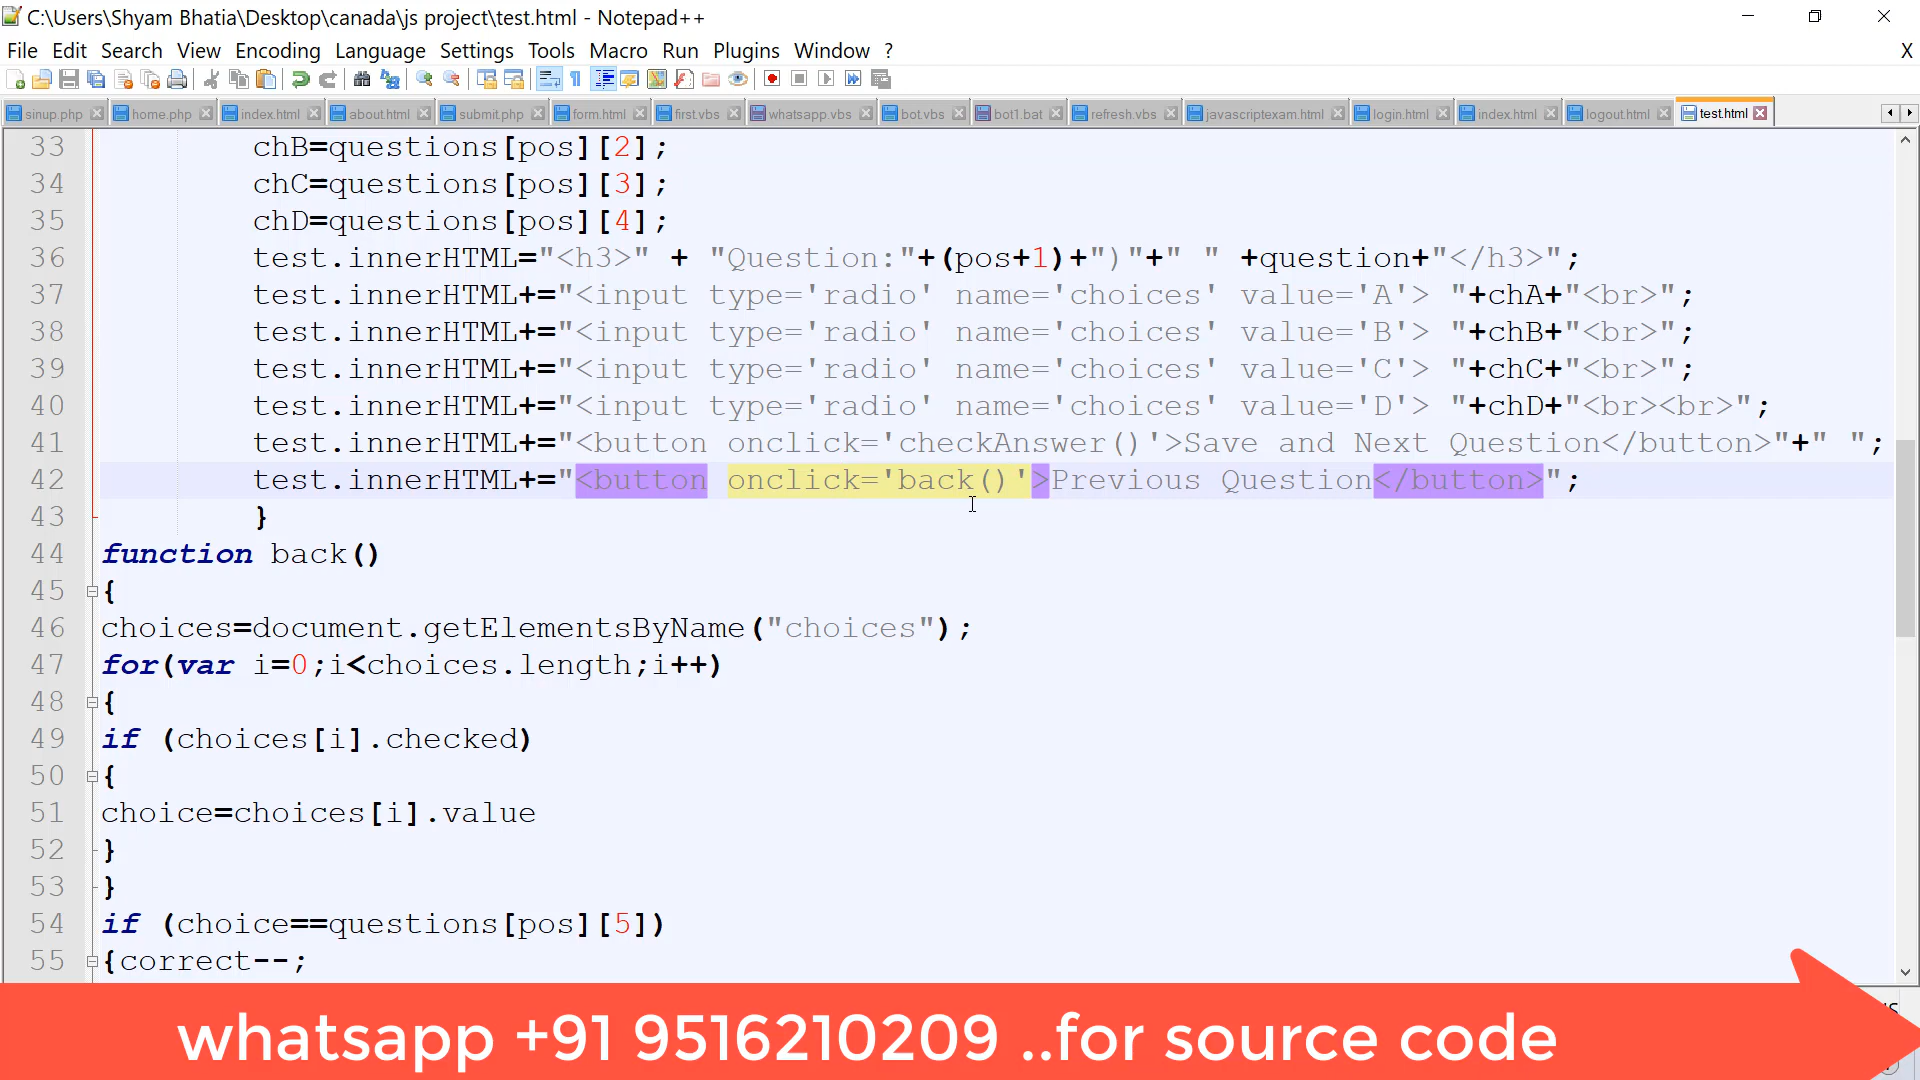 C:\Users\Shyam Bhatia\Desktop\canada\js project\test.html - Notepad++
File Edit Search View Encoding Language Settings Tools Macro Run Plugins Window ? X
sinup.php home.php index.html about.html submit.php form.html first.vbs whatsapp.vbs bot.vbs bot1.bat refresh.vbs javascriptexam.html login.html index.html logout.html test.html
33 chB=questions[pos][2];
34 chC=questions[pos][3];
35 chD=questions[pos][4];
36 test.innerHTML="<h3>" + "Question:"+(pos+1)+")"+" " +question+"</h3>";
37 test.innerHTML+="<input type='radio' name='choices' value='A'> "+chA+"<br>";
38 test.innerHTML+="<input type='radio' name='choices' value='B'> "+chB+"<br>";
39 test.innerHTML+="<input type='radio' name='choices' value='C'> "+chC+"<br>";
40 test.innerHTML+="<input type='radio' name='choices' value='D'> "+chD+"<br><br>";
41 test.innerHTML+="<button onclick='checkAnswer()'>Save and Next Question</button>"+" ";
42 test.innerHTML+="<button onclick='back()'>Previous Question</button>";
43 }
44 function back()
45 {
46 choices=document.getElementsByName("choices");
47 for(var i=0;i<choices.length;i++)
48 {
49 if (choices[i].checked)
50 {
51 choice=choices[i].value
52 }
53 }
54 if (choice==questions[pos][5])
55 {correct--;
whatsapp +91 9516210209 ..for source code